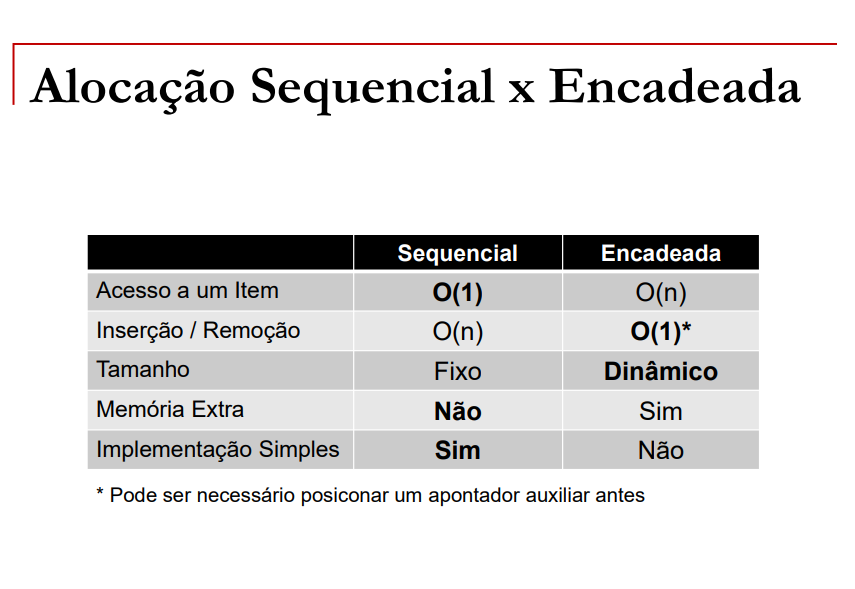 Alocação Sequencial x Encadeada
Sequencial Encadeada
Acesso a um Item O(1) O(n)
Inserção / Remoção O(n) O(1)*
Tamanho Fixo Dinâmico
Memória Extra Não Sim
Implementação Simples Sim Não
* Pode ser necessário posiconar um apontador auxiliar antes